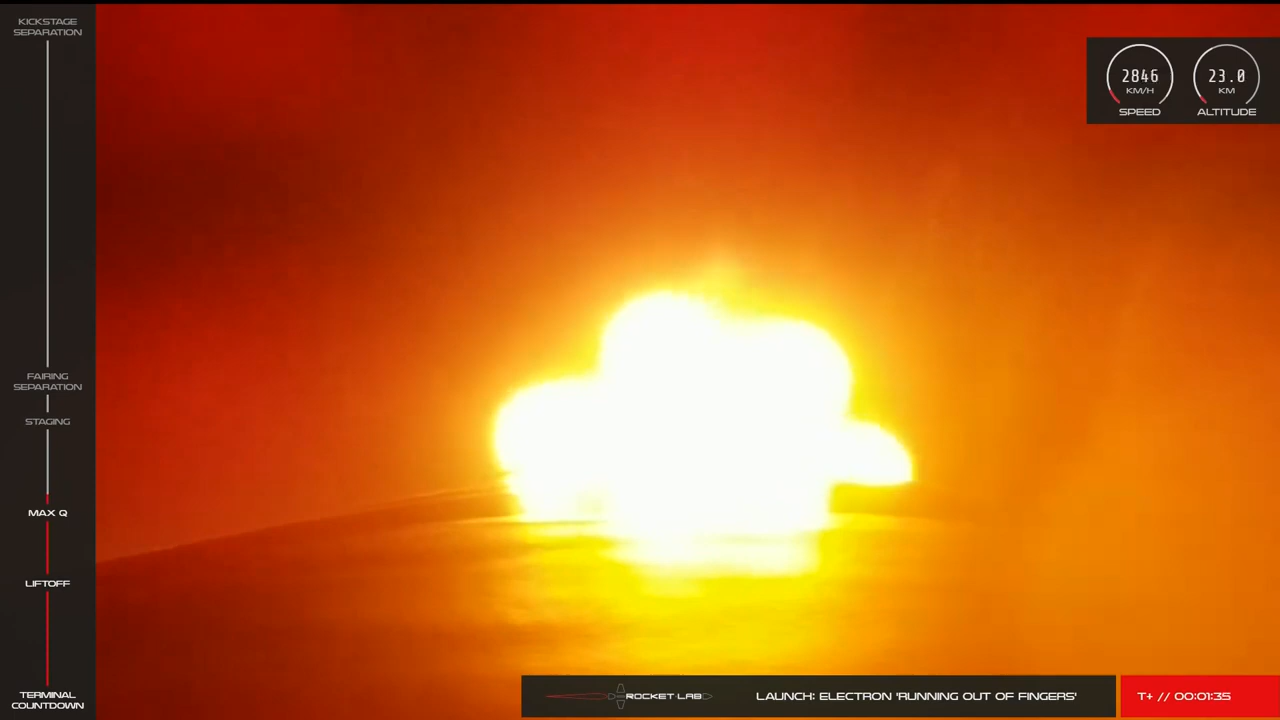 KICKSTAGE
SEPARATION
2846
KM/H
SPEED
23.0
KM
ALTITUDE
FAIRING
SEPARATION
STAGING
MAX Q
LIFTOFF
TERMINAL
COUNTDOWN
ROCKET LAB
LAUNCH: ELECTRON 'RUNNING OUT OF FINGERS'
T+ // 00:01:35